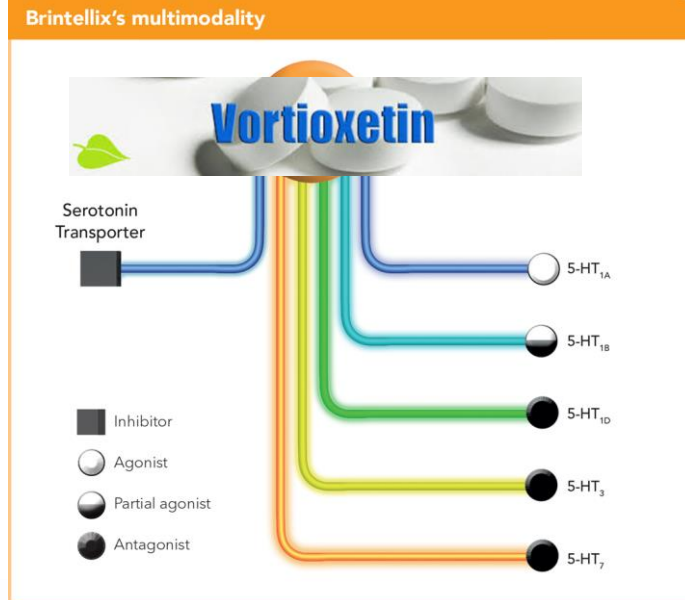 Brintellix's multimodality
Vortioxetin
Serotonin
Transporter
5-HT₁A
5-HT₁B
5-HT₁D
5-HT₃
5-HT₇
Inhibitor
Agonist
Partial agonist
Antagonist